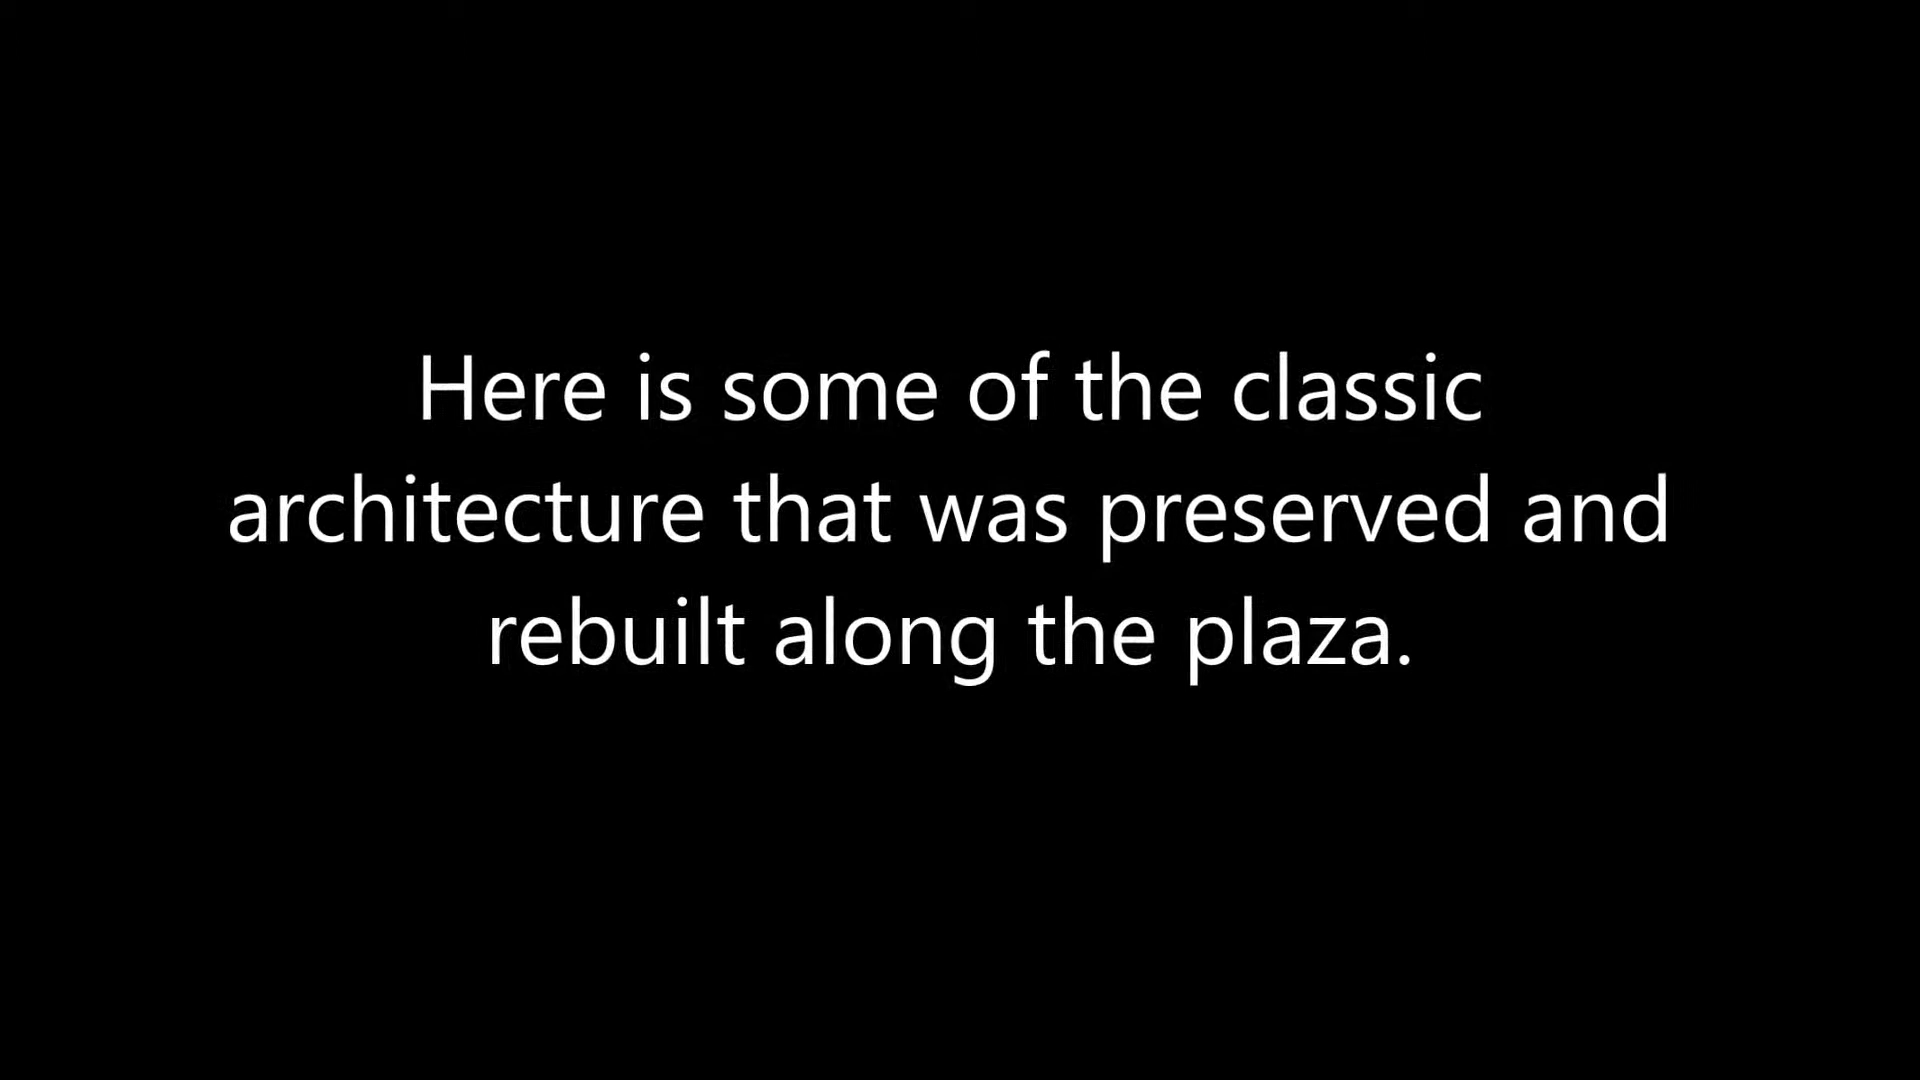 Here is some of the classic
architecture that was preserved and
rebuilt along the plaza.